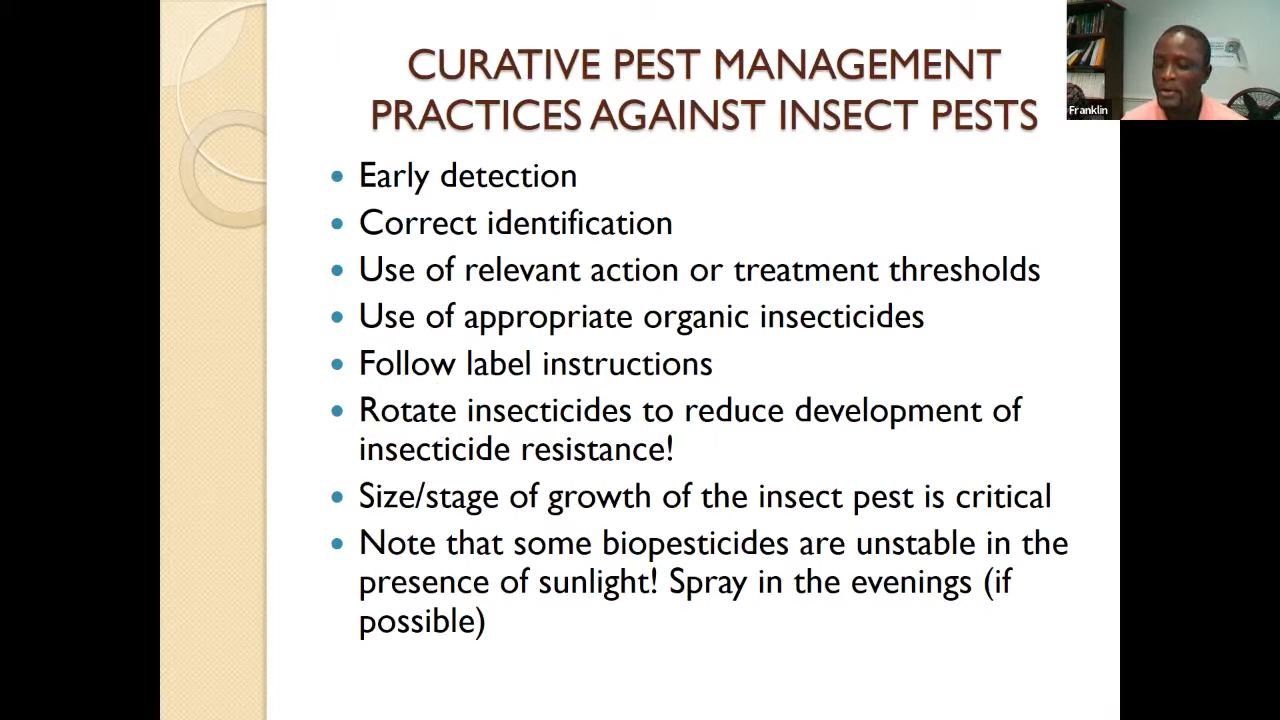 CURATIVE PEST MANAGEMENT
PRACTICES AGAINST INSECT PESTS
• Early detection
• Correct identification
• Use of relevant action or treatment thresholds
• Use of appropriate organic insecticides
• Follow label instructions
• Rotate insecticides to reduce development of
insecticide resistance!
• Size/stage of growth of the insect pest is critical
• Note that some biopesticides are unstable in the
presence of sunlight! Spray in the evenings (if
possible)
Franklin